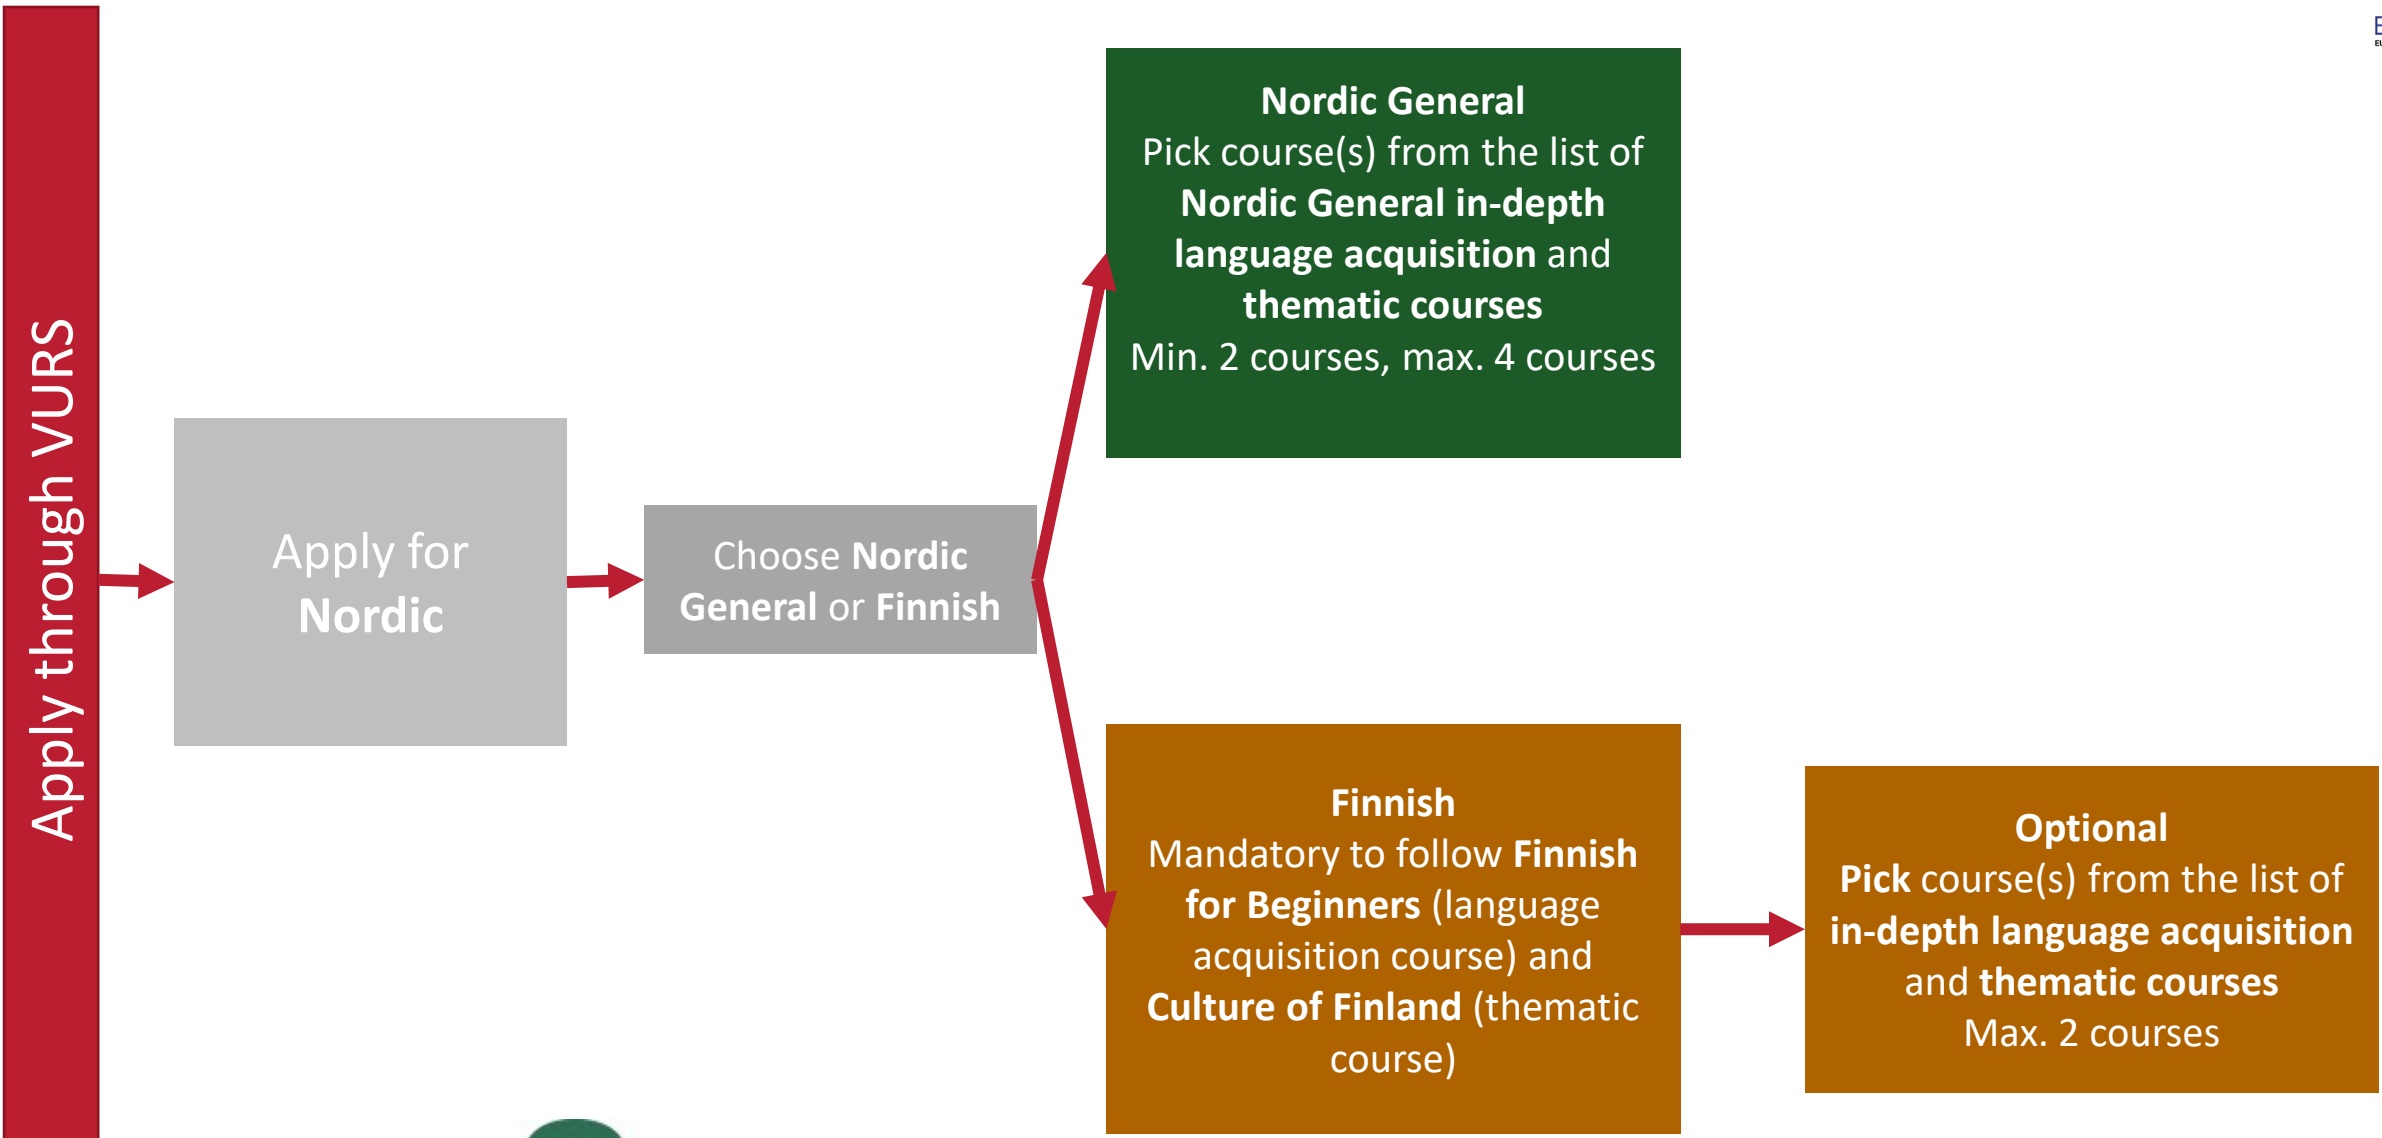 Apply through VURS
Apply for
Nordic
Choose Nordic
General or Finnish
Nordic General
Pick course(s) from the list of
Nordic General in-depth
language acquisition and
thematic courses
Min. 2 courses, max. 4 courses
Finnish
Mandatory to follow Finnish
for Beginners (language
acquisition course) and
Culture of Finland (thematic
course)
Optional
Pick course(s) from the list of
in-depth language acquisition
and thematic courses
Max. 2 courses